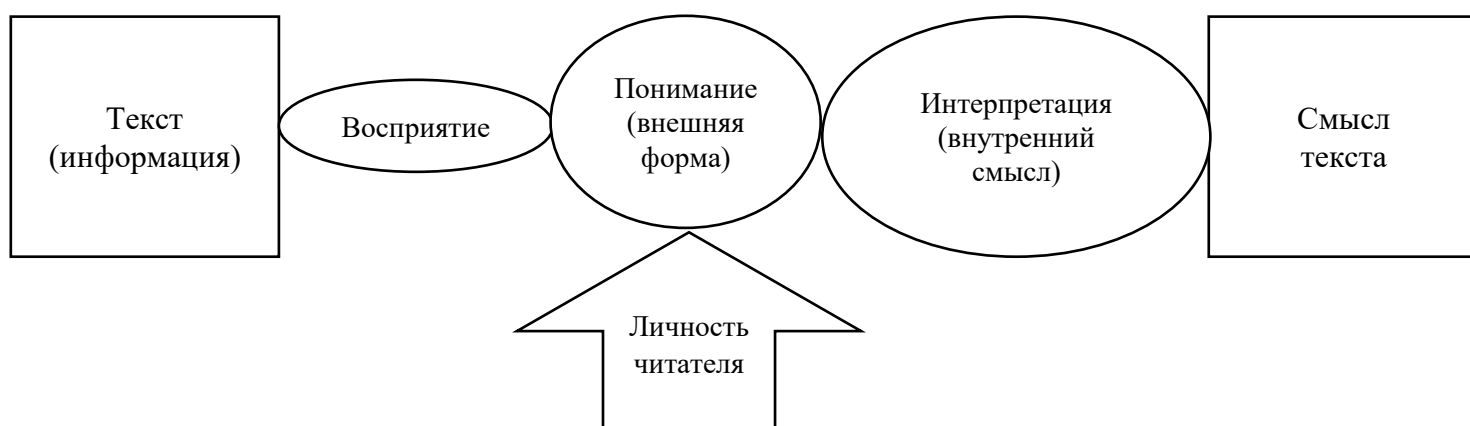 Текст
(информация)
Восприятие
Понимание
(внешняя
форма)
Интерпретация
(внутренний
смысл)
Смысл
текста
Личность
читателя